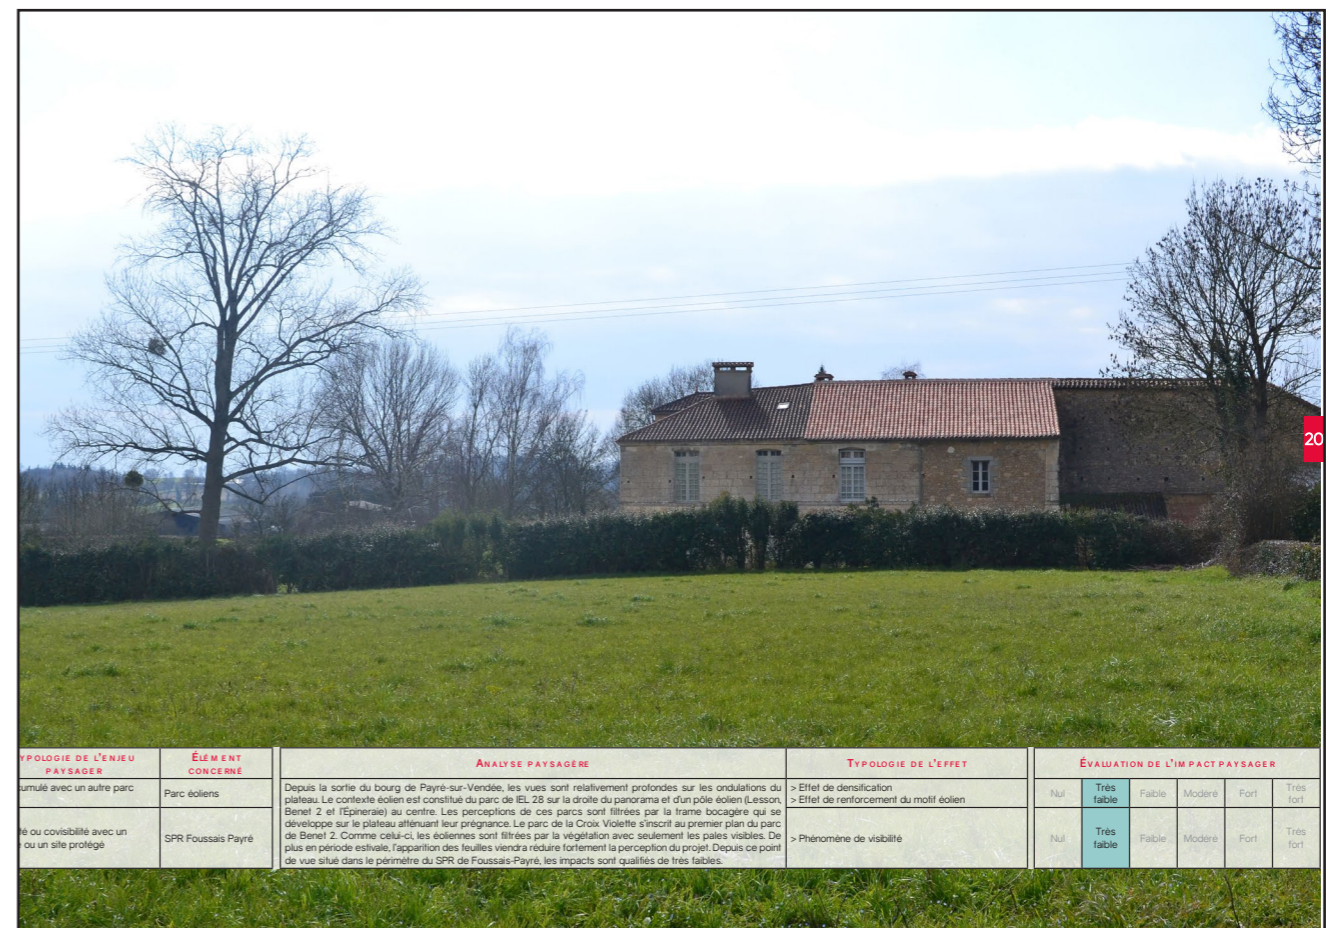 20
YPOLOGIE DE L'ENJEU
PAYSAGER
ÉLÉMENT
CONCERNÉ
ANALYSE PAYSAGÈRE
TYPOLOGIE DE L'EFFET
ÉVALUATION DE L'IMPACT PAYSAGER
cumulé avec un autre parc
Parc éoliens
Depuis la sortie du bourg de Payré-sur-Vendée, les vues sont relativement profondes sur les ondulations du
plateau. Le contexte éolien est constitué du parc de IEL 28 sur la droite du panorama et d'un pôle éolien (Lesson,
Benet 2 et l'Épineraie) au centre. Les perceptions de ces parcs sont filtrées par la frame bocagère qui se
développe sur le plateau atténuant leur prégnance. Le parc de la Croix Violette s'inscrit au premier plan du parc
de Benet 2. Comme celui-ci, les éoliennes sont filtrées par la végétation avec seulement les pales visibles. De
plus en période estivale, l'apparition des feuilles viendra réduire fortement la perception du projet. Depuis ce point
de vue situé dans le périmètre du SPR de Foussais-Payré, les impacts sont qualifiés de très faibles.
> Effet de densification
> Effet de renforcement du motif éolien
Nul
Très
faible
Faible
Modéré
Fort
Très
fort
té ou covisibilité avec un
ou un site protégé
SPR Foussais Payré
> Phénomène de visibilité
Nul
Très
faible
Faible
Modéré
Fort
Très
fort